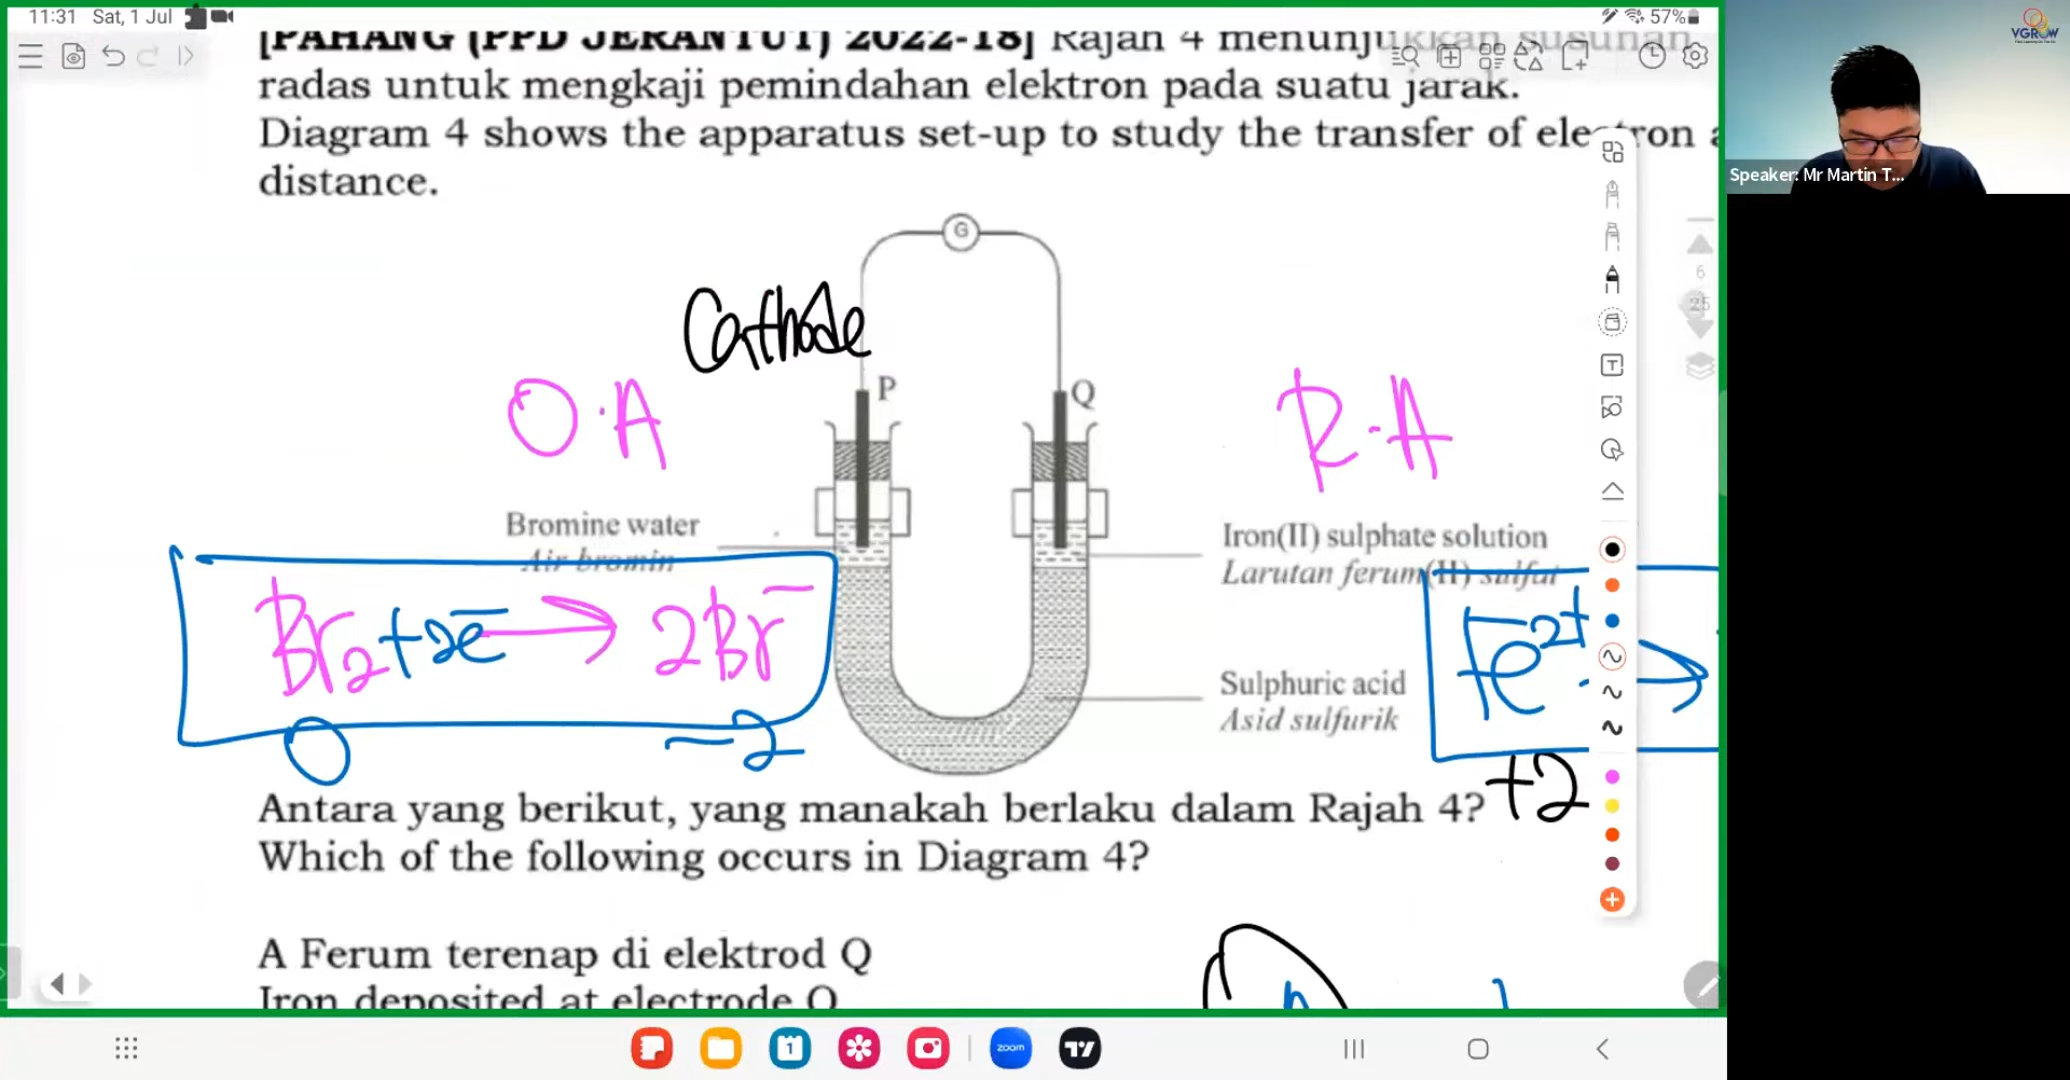 11:31 Sat, 1 Jul
57%
[PAHANG (PPD JERANTUT) 2022-18] Rajah 4 menunjukkan susunan
radas untuk mengkaji pemindahan elektron pada suatu jarak.
Diagram 4 shows the apparatus set-up to study the transfer of electron a
distance.
G
Cathode
P
Q
O.A
R.A
Bromine water
Air bromin
Iron(II) sulphate solution
Larutan ferum(II) sulfat
Br₂+2e⁻ → 2Br⁻
Fe²⁺ →
Sulphuric acid
Asid sulfurik
0
-2
+2
Antara yang berikut, yang manakah berlaku dalam Rajah 4?
Which of the following occurs in Diagram 4?
A Ferum terenap di elektrod Q
Iron deposited at electrode Q
6
25
VGROW
Speaker: Mr Martin T...
1
zoom